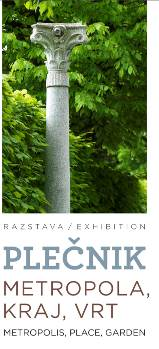 RAZSTAVA / EXHIBITION
PLEČNIK
METROPOLA,
KRAJ, VRT
METROPOLIS, PLACE, GARDEN